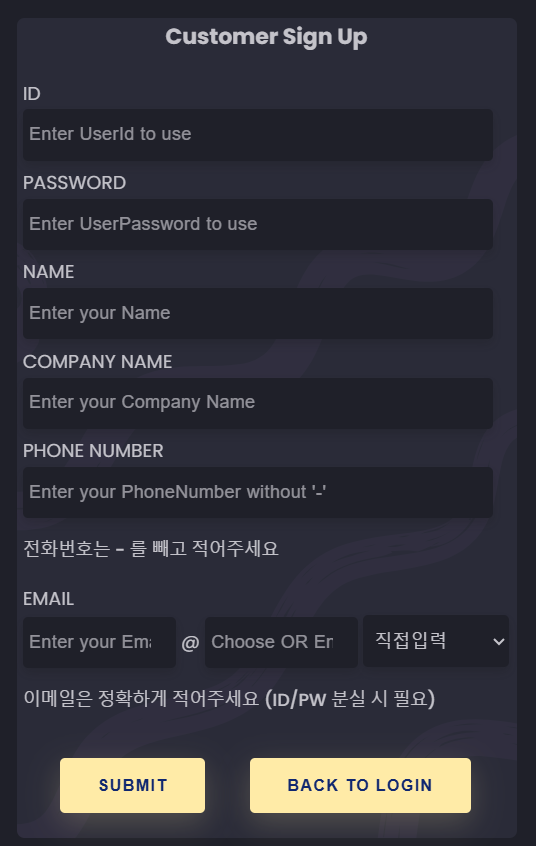 Customer Sign Up
ID
Enter UserId to use
PASSWORD
Enter UserPassword to use
NAME
Enter your Name
COMPANY NAME
Enter your Company Name
PHONE NUMBER
Enter your PhoneNumber without '-'
전화번호는 - 를 빼고 적어주세요
EMAIL
Enter your @ Choose OR 직접입력
이메일은 정확하게 적어주세요 (ID/PW 분실 시 필요)
SUBMIT BACK TO LOGIN